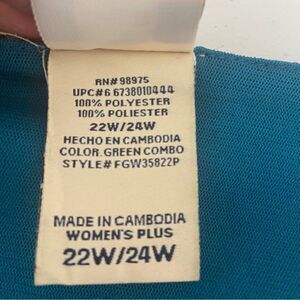 RN# 98975
UPC#6 6738010444
100% POLYESTER
100% POLIESTER
22W/24W
HECHO EN CAMBODIA
COLOR. GREEN COMBO
STYLE# FGW35822P
MADE IN CAMBODIA
WOMEN'S PLUS
22W/24W